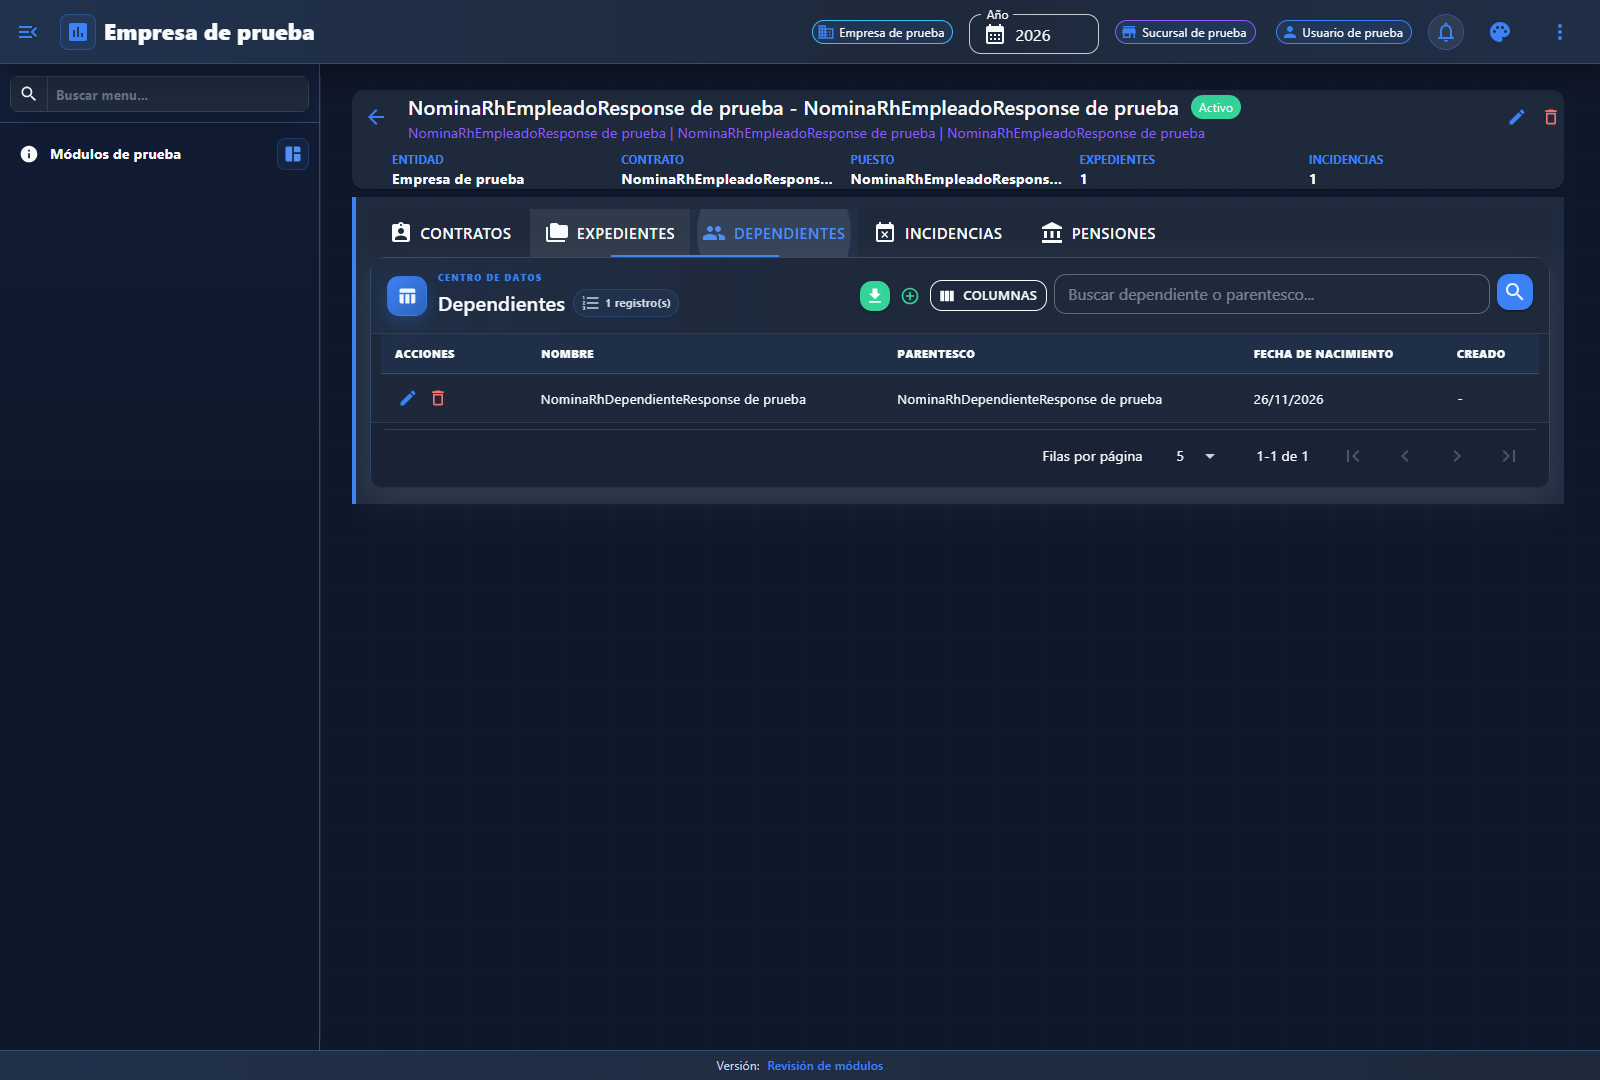 Empresa de prueba
Empresa de prueba
Año
2026
Sucursal de prueba
Usuario de prueba
Buscar menu...
Módulos de prueba
NominaRhEmpleadoResponse de prueba - NominaRhEmpleadoResponse de prueba
Activo
NominaRhEmpleadoResponse de prueba | NominaRhEmpleadoResponse de prueba | NominaRhEmpleadoResponse de prueba
ENTIDAD
Empresa de prueba
CONTRATO
NominaRhEmpleadoRespons...
PUESTO
NominaRhEmpleadoRespons...
EXPEDIENTES
1
INCIDENCIAS
1
CONTRATOS
EXPEDIENTES
DEPENDIENTES
INCIDENCIAS
PENSIONES
CENTRO DE DATOS
Dependientes
1 registro(s)
COLUMNAS
Buscar dependiente o parentesco...
ACCIONES NOMBRE PARENTESCO FECHA DE NACIMIENTO CREADO
NominaRhDependienteResponse de prueba NominaRhDependienteResponse de prueba 26/11/2026 -
Filas por página 5 1-1 de 1
Versión: Revisión de módulos